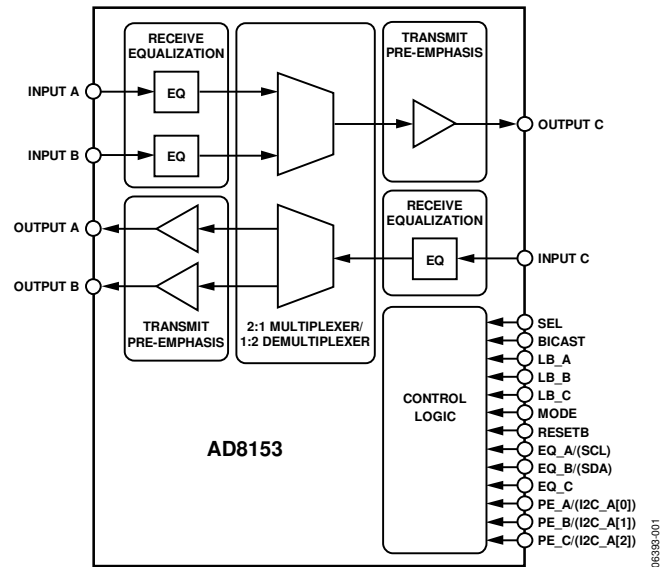 RECEIVE
EQUALIZATION
TRANSMIT
PRE-EMPHASIS
INPUT A
EQ
OUTPUT C
INPUT B
EQ
RECEIVE
EQUALIZATION
OUTPUT A
EQ
INPUT C
OUTPUT B
TRANSMIT
PRE-EMPHASIS
2:1 MULTIPLEXER/
1:2 DEMULTIPLEXER
SEL
BICAST
LB_A
LB_B
LB_C
CONTROL
LOGIC
MODE
RESETB
AD8153
EQ_A/(SCL)
EQ_B/(SDA)
EQ_C
PE_A/(I2C_A[0])
PE_B/(I2C_A[1])
PE_C/(I2C_A[2])
06393-001